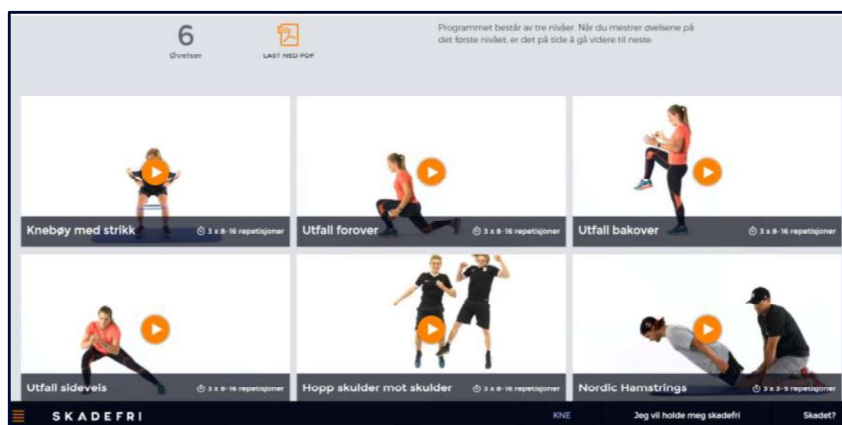 6
Øvelser
LAST NED PDF
Programmet består av tre nivåer. Når du mestrer øvelsene på
det første nivået, er det på tide å gå videre til neste.
Knebøy med strikk 3 x 8-16 repetisjoner
Utfall forover 3 x 8-16 repetisjoner
Utfall bakover 3 x 8-16 repetisjoner
Utfall sideveis 3 x 8-16 repetisjoner
Hopp skulder mot skulder 3 x 8-16 repetisjoner
Nordic Hamstrings 3 x 3-5 repetisjoner
SKADEFRI KNE Jeg vil holde meg skadefri Skadet?